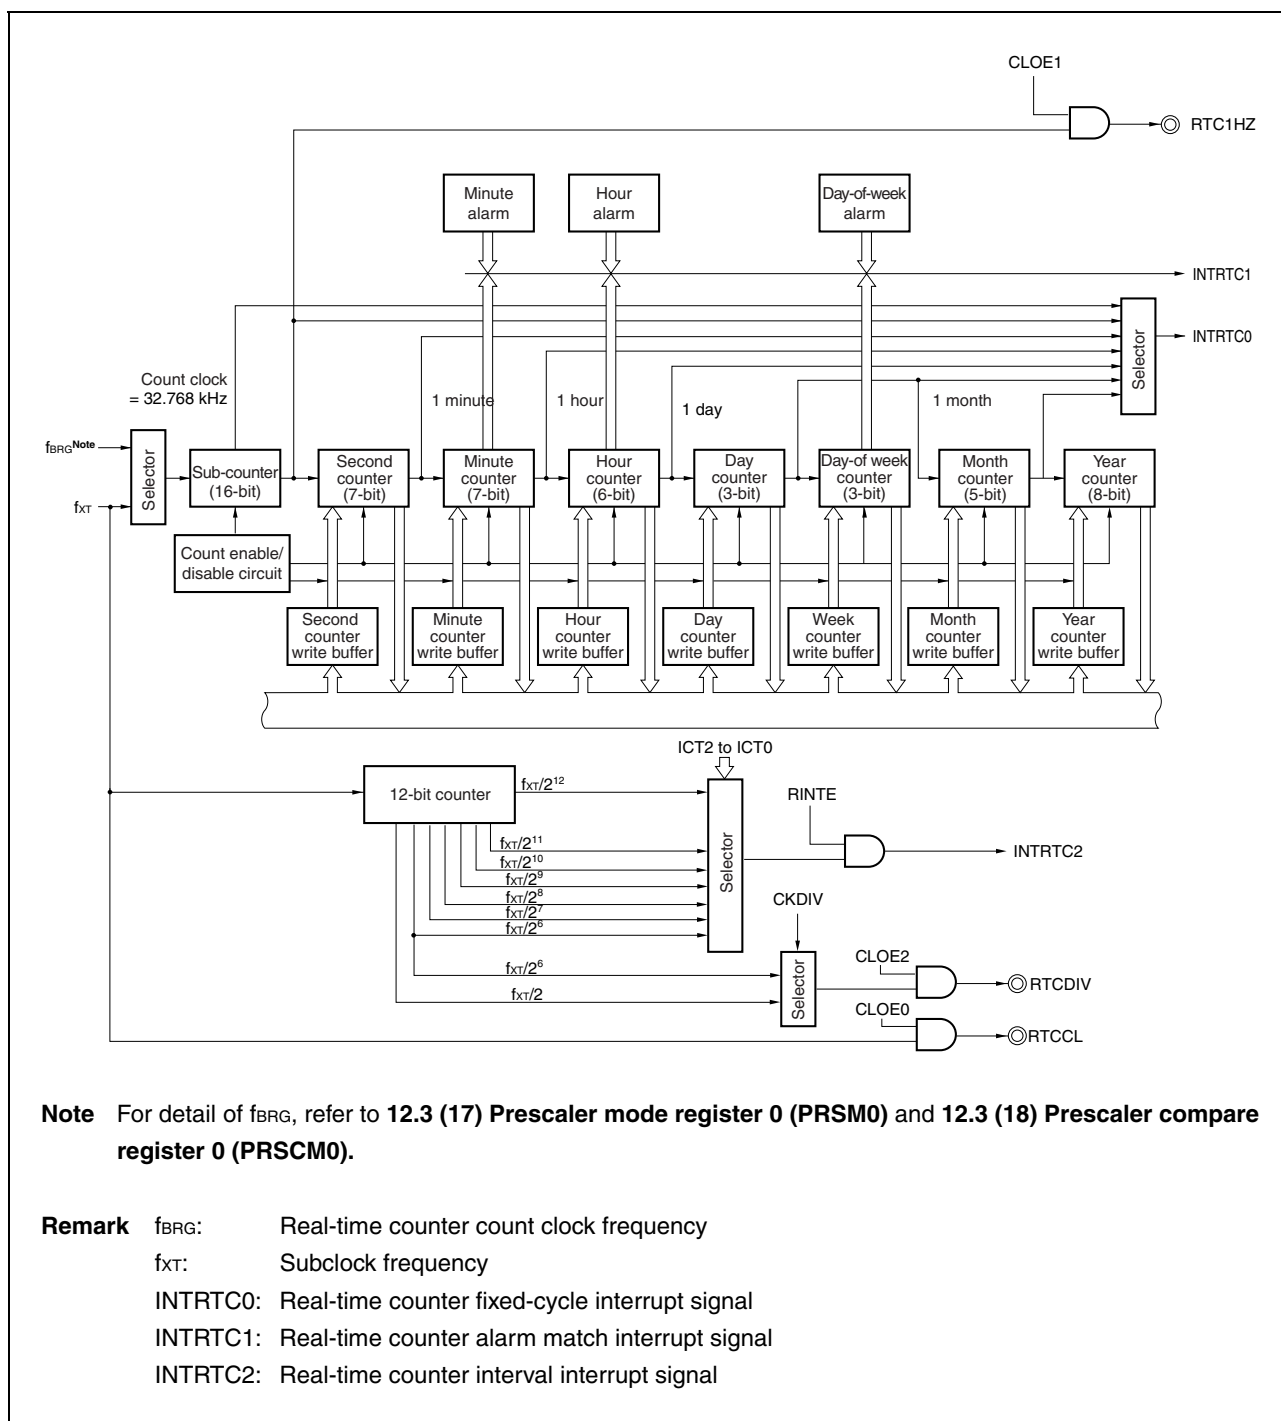 CLOE1
RTC1HZ
Minute
alarm
Hour
alarm
Day-of-week
alarm
INTRTC1
INTRTC0
Selector
Count clock
= 32.768 kHz
1 minute
1 hour
1 day
1 month
fBRG Note
fXT
Selector
Sub-counter
(16-bit)
Second
counter
(7-bit)
Minute
counter
(7-bit)
Hour
counter
(6-bit)
Day
counter
(3-bit)
Day-of week
counter
(3-bit)
Month
counter
(5-bit)
Year
counter
(8-bit)
Count enable/
disable circuit
Second
counter
write buffer
Minute
counter
write buffer
Hour
counter
write buffer
Day
counter
write buffer
Week
counter
write buffer
Month
counter
write buffer
Year
counter
write buffer
ICT2 to ICT0
12-bit counter
fXT/2¹²
fXT/2¹¹
fXT/2¹⁰
fXT/2⁹
fXT/2⁸
fXT/2⁷
fXT/2⁶
Selector
RINTE
INTRTC2
CKDIV
fXT/2⁶
fXT/2
Selector
CLOE2
RTCDIV
CLOE0
RTCCL
Note For detail of fBRG, refer to 12.3 (17) Prescaler mode register 0 (PRSM0) and 12.3 (18) Prescaler compare
register 0 (PRSCM0).
Remark fBRG: Real-time counter count clock frequency
fXT: Subclock frequency
INTRTC0: Real-time counter fixed-cycle interrupt signal
INTRTC1: Real-time counter alarm match interrupt signal
INTRTC2: Real-time counter interval interrupt signal